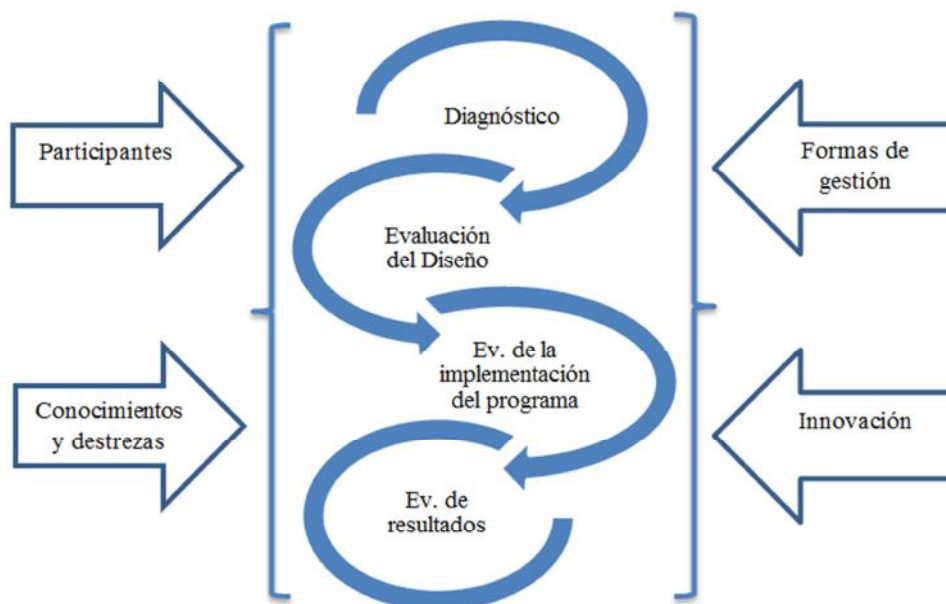 Diagnóstico
Participantes
Formas de
gestión
Evaluación
del Diseño
Ev. de la
implementación
del programa
Conocimientos
y destrezas
Innovación
Ev. de
resultados